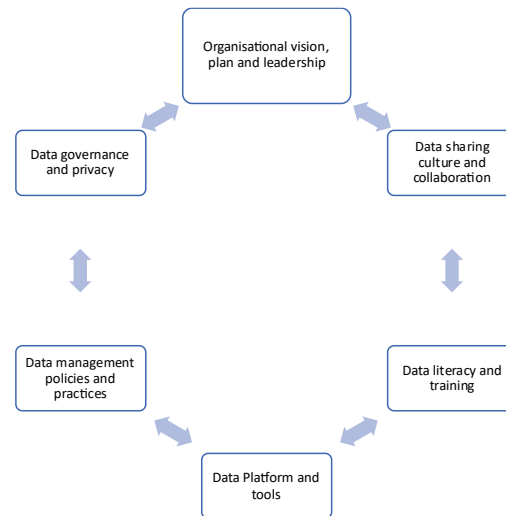 Organisational vision,
plan and leadership
Data governance
and privacy
Data sharing
culture and
collaboration
Data management
policies and
practices
Data literacy and
training
Data Platform and
tools